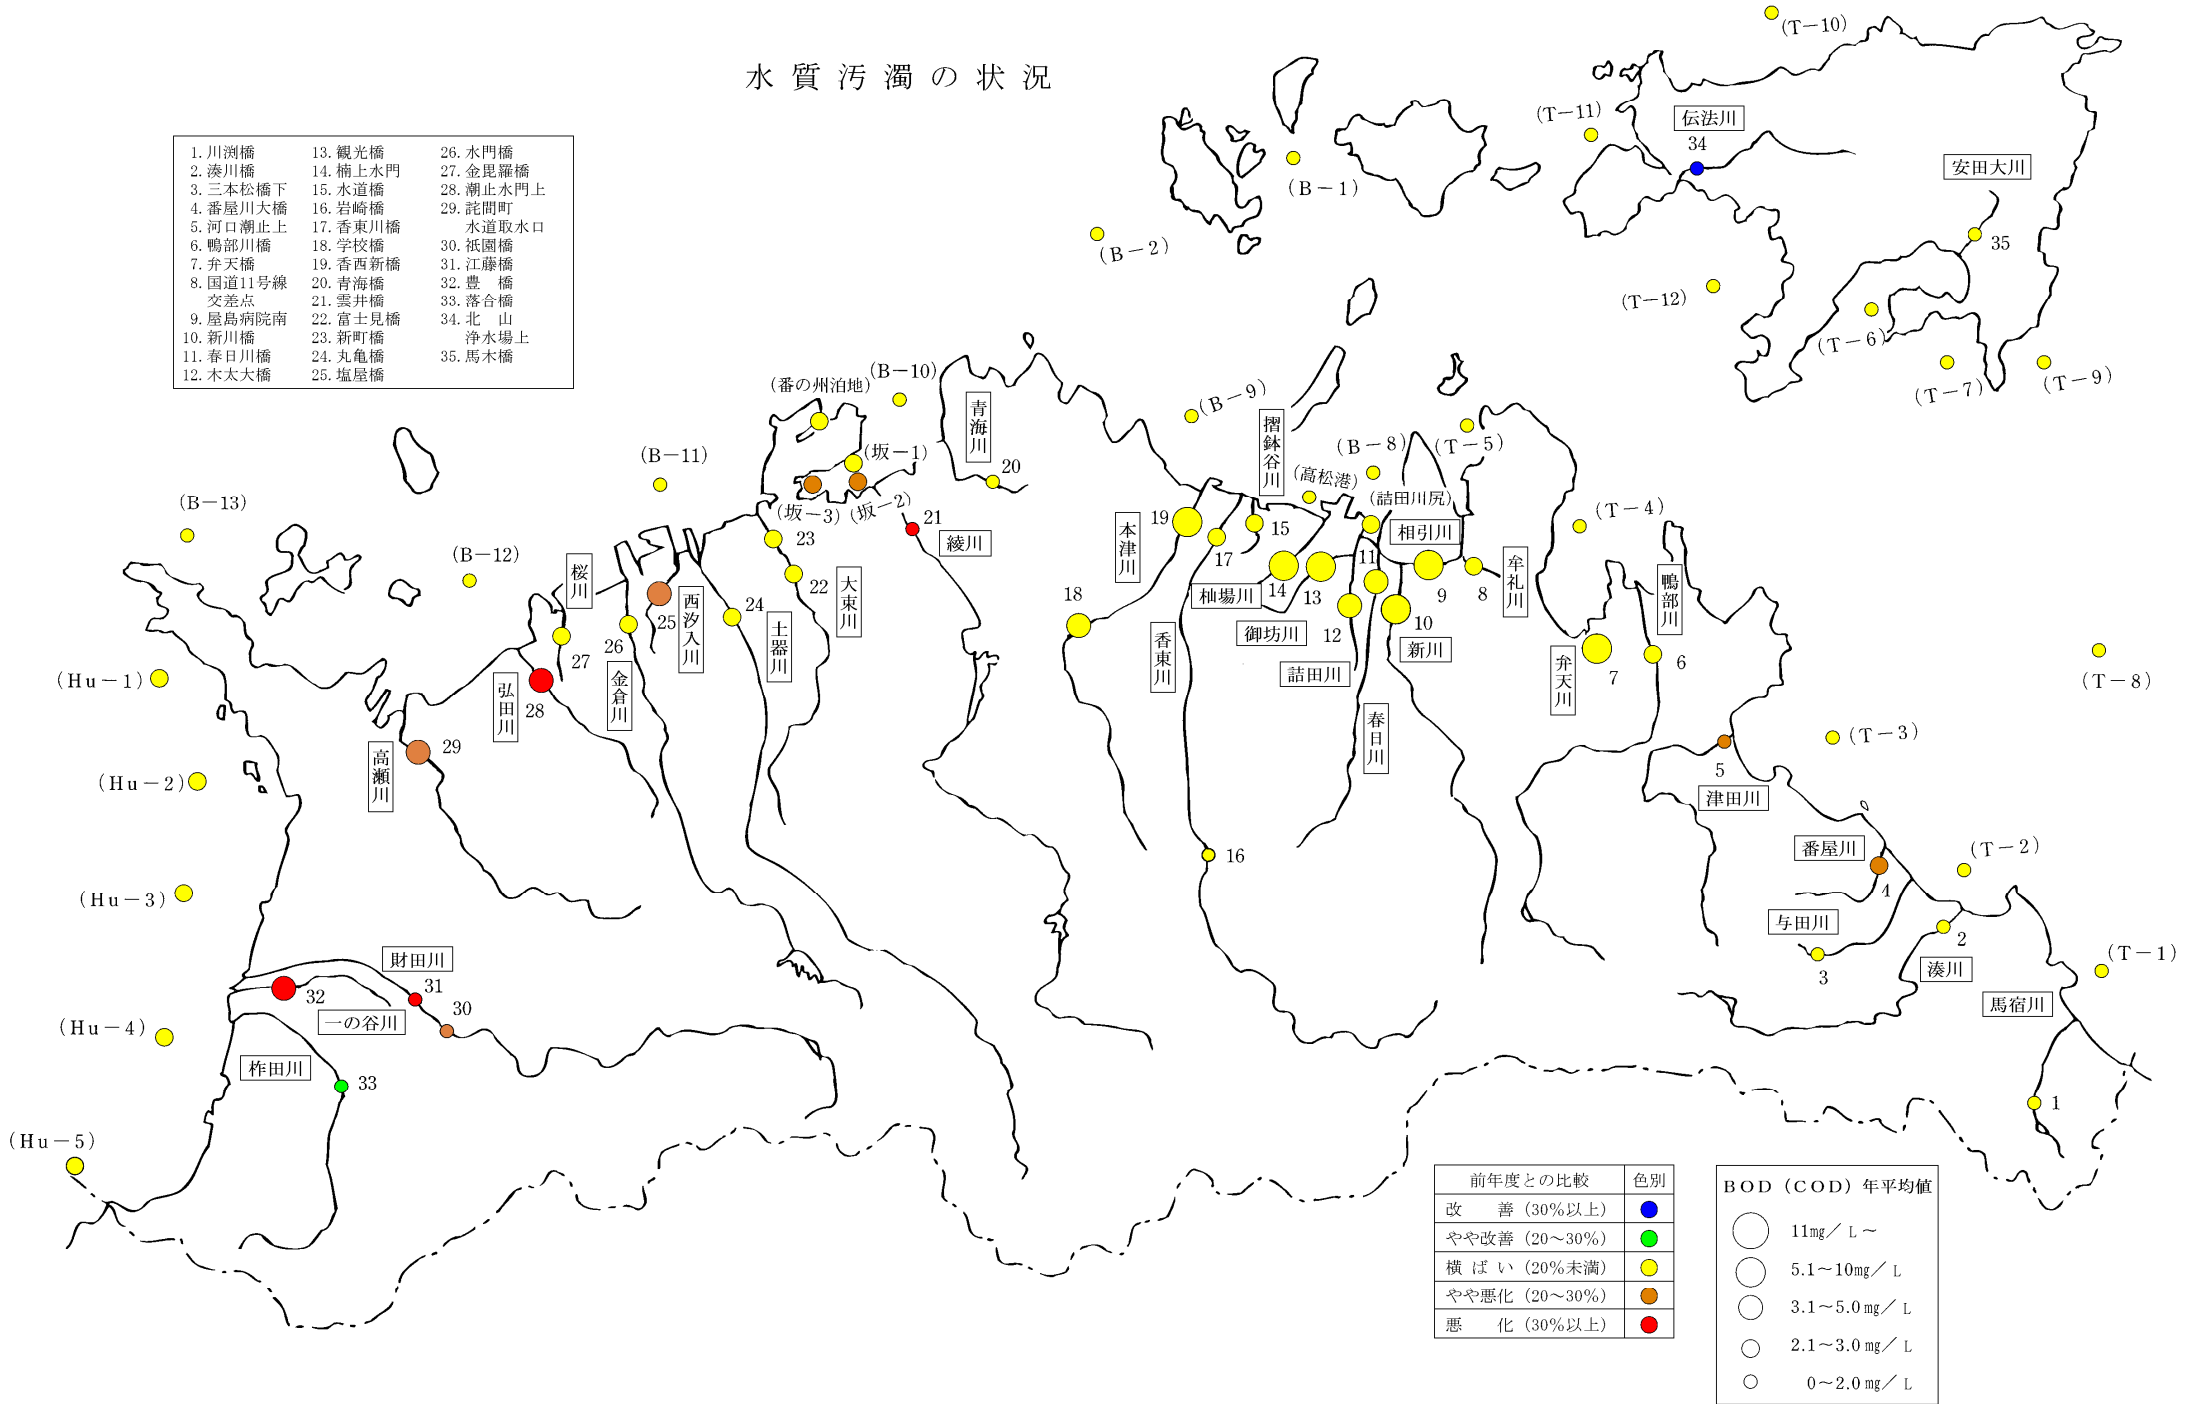 水質汚濁の状況
1. 川渕橋
2. 湊川橋
3. 三本松橋下
4. 番屋川大橋
5. 河口潮止上
6. 鴨部川橋
7. 弁天橋
8. 国道11号線
交差点
9. 屋島病院南
10. 新川橋
11. 春日川橋
12. 木太大橋
13. 観光橋
14. 楠上水門
15. 水道橋
16. 岩崎橋
17. 香東川橋
18. 学校橋
19. 香西新橋
20. 青海橋
21. 雲井橋
22. 富士見橋
23. 新町橋
24. 丸亀橋
25. 塩屋橋
26. 水門橋
27. 金毘羅橋
28. 潮止水門上
29. 詫間町
水道取水口
30. 祇園橋
31. 江藤橋
32. 豊　橋
33. 落合橋
34. 北　山
浄水場上
35. 馬木橋
(T－10)
(T－11)
伝法川
34
安田大川
35
(B－1)
(B－2)
(T－12)
(T－6)
(T－7)
(T－9)
(番の州泊地)
(B－10)
青海川
20
(B－9)
摺鉢谷川
(B－8)
(T－5)
(高松港)
(詰田川尻)
(B－11)
(坂－1)
(坂－3)
(坂－2)
(B－13)
(B－12)
21
綾川
本津川
19
17
15
相引川
(T－4)
牟礼川
鴨部川
桜川
西汐入川
23
22
大束川
24
土器川
25
26
27
金倉川
弘田川
28
18
香東川
杣場川
14
13
11
9
8
御坊川
12
10
新川
詰田川
春日川
弁天川
7
6
(T－8)
(Hu－1)
高瀬川
29
(Hu－2)
(T－3)
5
津田川
番屋川
4
(T－2)
16
(Hu－3)
与田川
3
2
湊川
(T－1)
馬宿川
財田川
31
30
32
一の谷川
(Hu－4)
柞田川
33
1
(Hu－5)
前年度との比較 色別
改　　善 (30%以上)
やや改善 (20～30%)
横 ば い (20%未満)
やや悪化 (20～30%)
悪　　化 (30%以上)
BOD (COD) 年平均値
11㎎／L～
5.1～10㎎／L
3.1～5.0㎎／L
2.1～3.0㎎／L
0～2.0㎎／L